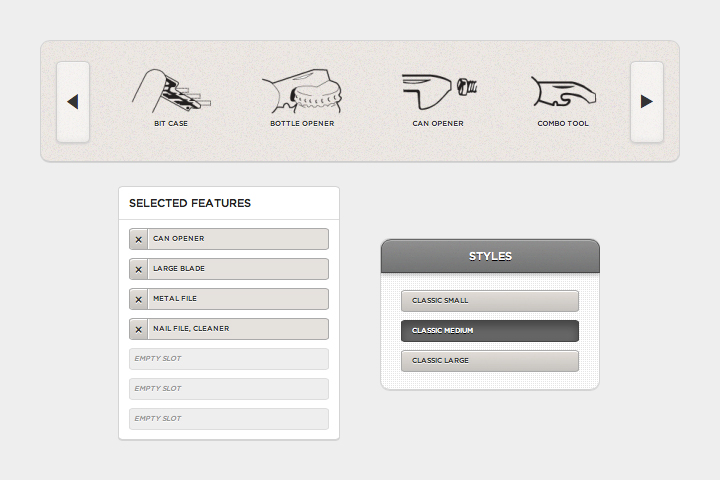 BIT CASE
BOTTLE OPENER
CAN OPENER
COMBO TOOL
SELECTED FEATURES
CAN OPENER
LARGE BLADE
METAL FILE
NAIL FILE, CLEANER
EMPTY SLOT
EMPTY SLOT
EMPTY SLOT
STYLES
CLASSIC SMALL
CLASSIC MEDIUM
CLASSIC LARGE